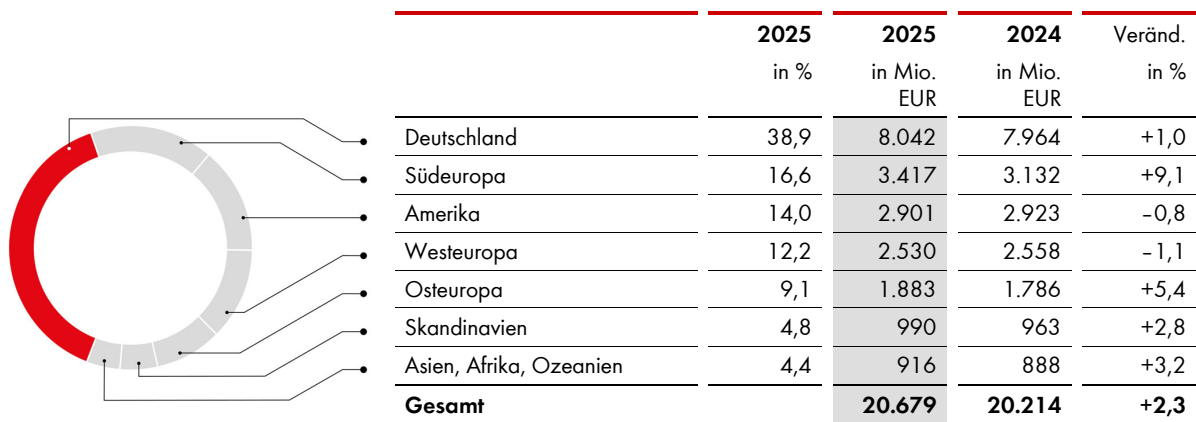 2025 2025 2024 Veränd.
in % in Mio. in Mio. in %
EUR EUR
Deutschland 38,9 8.042 7.964 +1,0
Südeuropa 16,6 3.417 3.132 +9,1
Amerika 14,0 2.901 2.923 –0,8
Westeuropa 12,2 2.530 2.558 –1,1
Osteuropa 9,1 1.883 1.786 +5,4
Skandinavien 4,8 990 963 +2,8
Asien, Afrika, Ozeanien 4,4 916 888 +3,2
Gesamt 20.679 20.214 +2,3